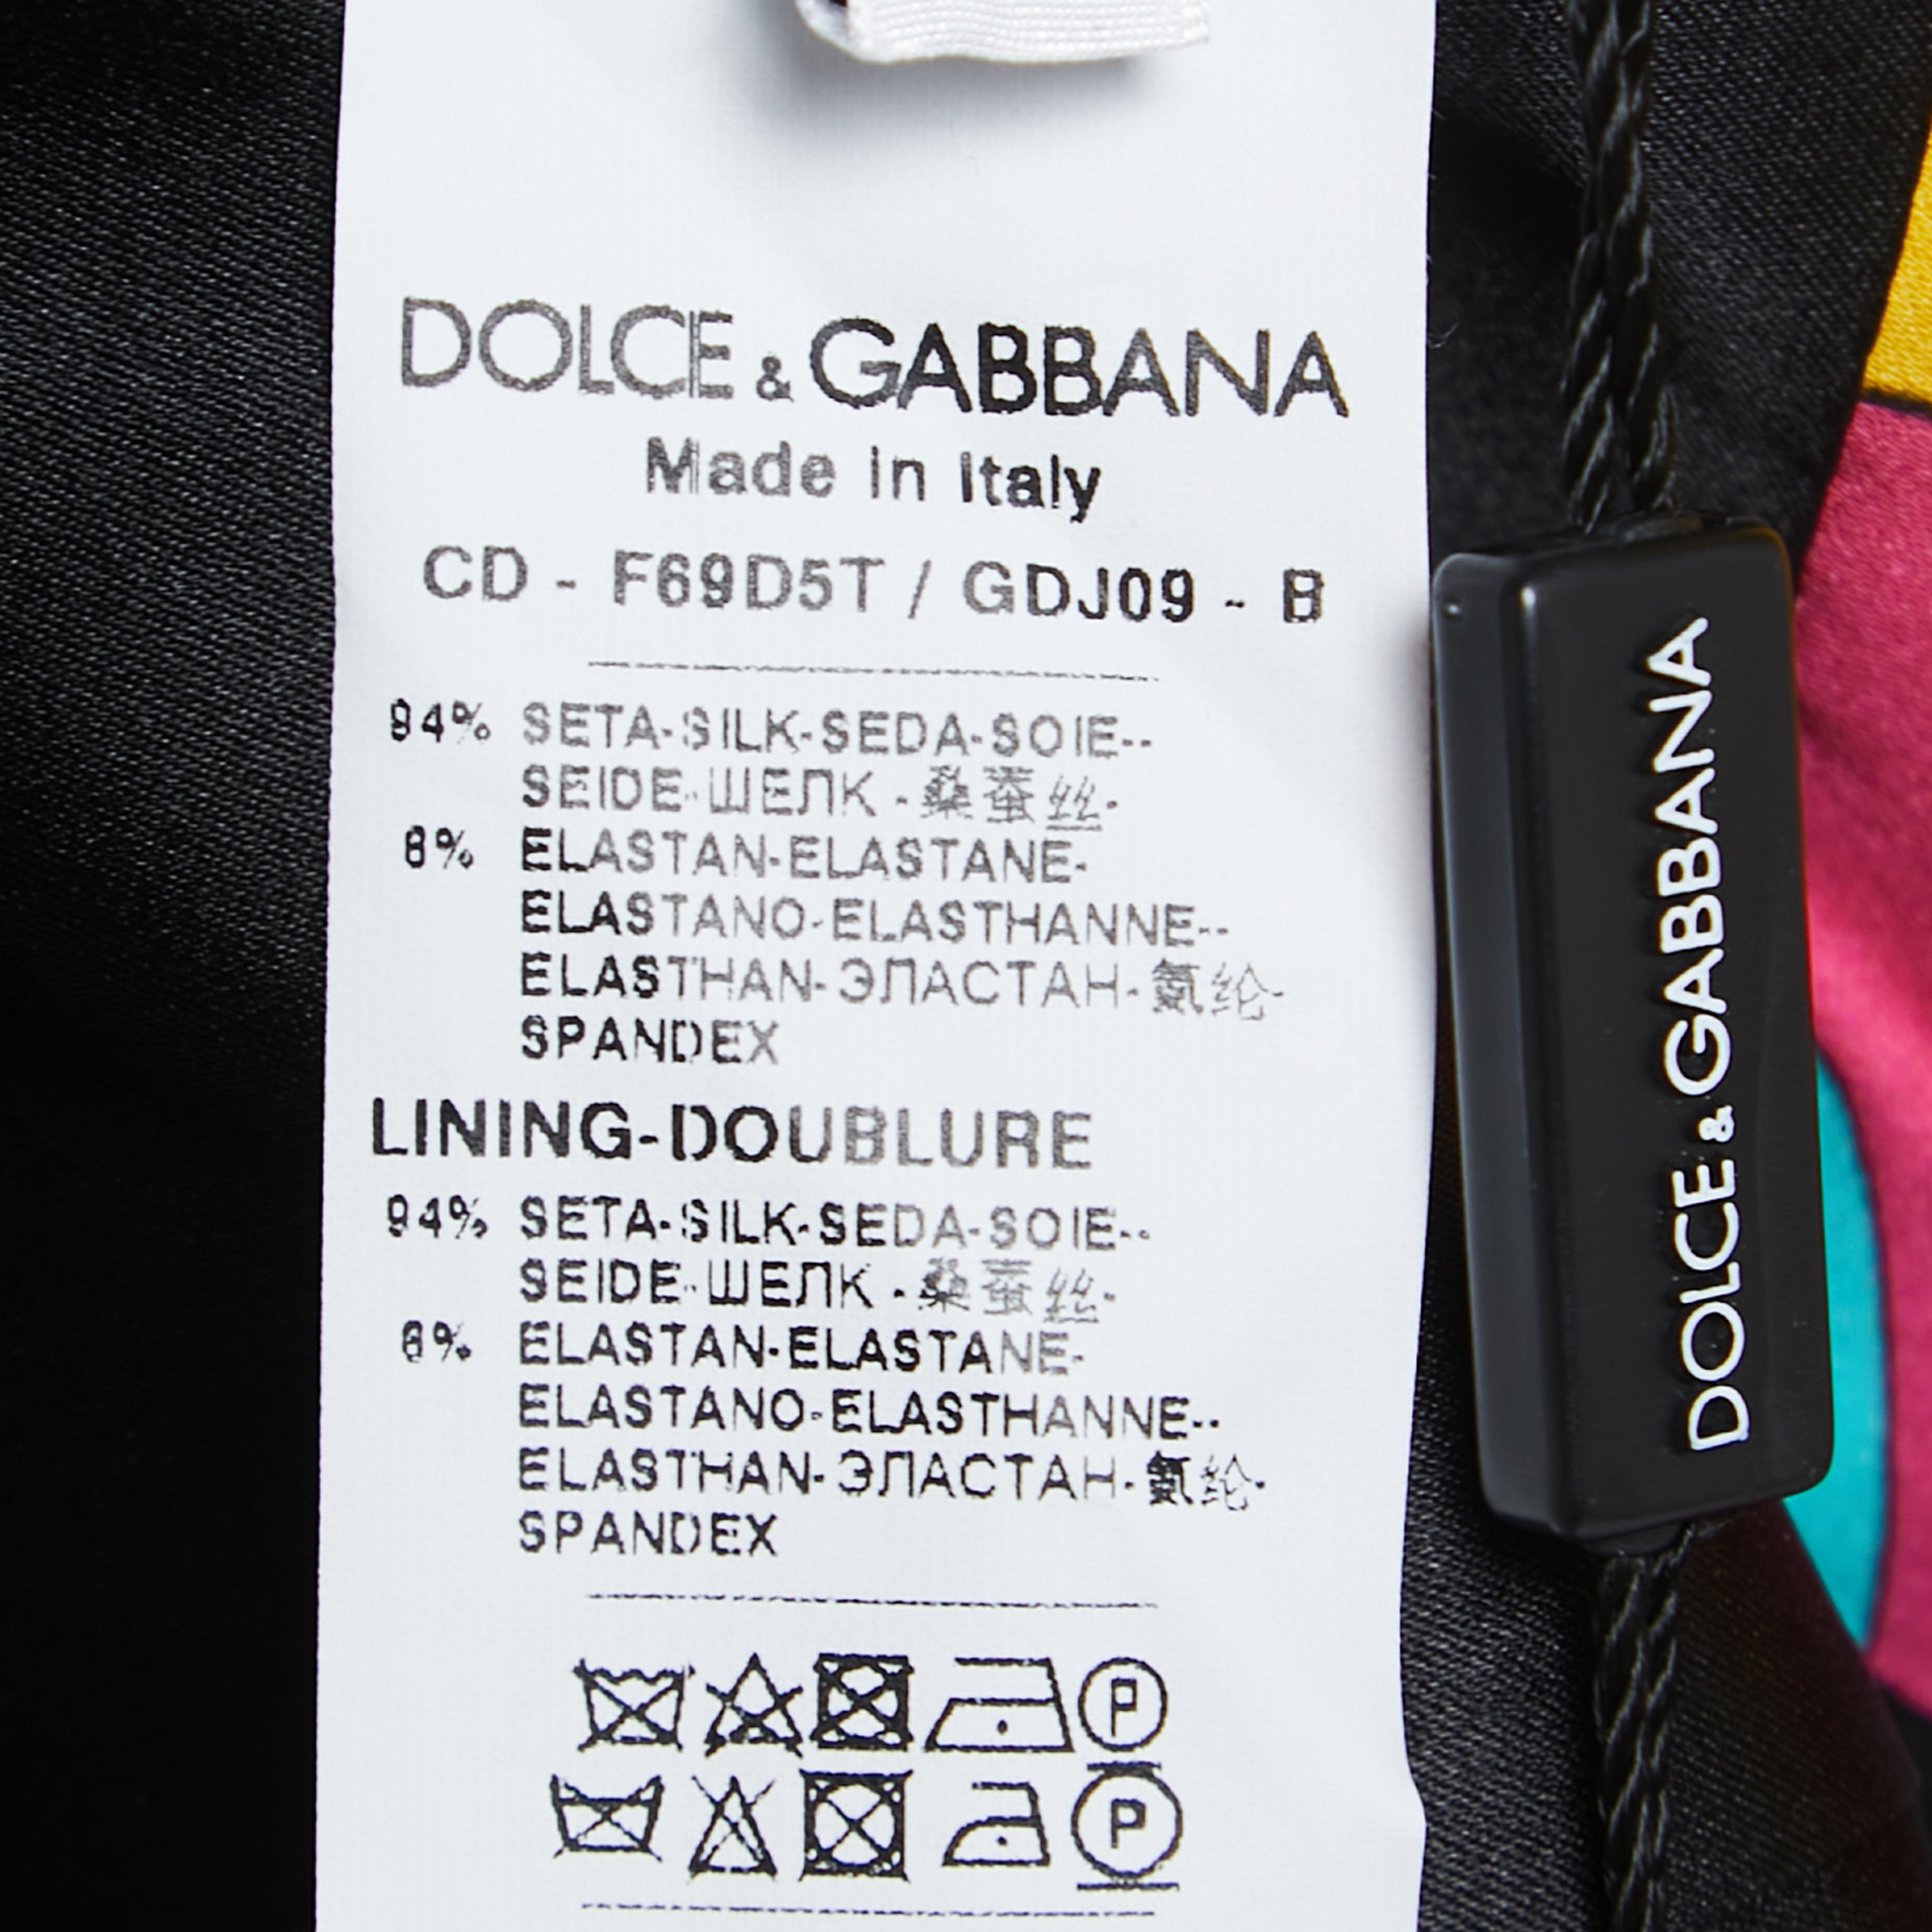 DOLCE & GABBANA
Made in Italy
CD - F69D5T / GDJ09 - B
94% SETA-SILK-SEDA-SOIE--
SEIDE-ШЕЛК-桑蚕丝-
6% ELASTAN-ELASTANE-
ELASTANO-ELASTHANNE--
ELASTHAN-ЭЛАСТАН-氨纶-
SPANDEX
LINING-DOUBLURE
94% SETA-SILK-SEDA-SOIE--
SEIDE-ШЕЛК-桑蚕丝-
6% ELASTAN-ELASTANE-
ELASTANO-ELASTHANNE--
ELASTHAN-ЭЛАСТАН-氨纶-
SPANDEX
P
P
DOLCE & GABBANA